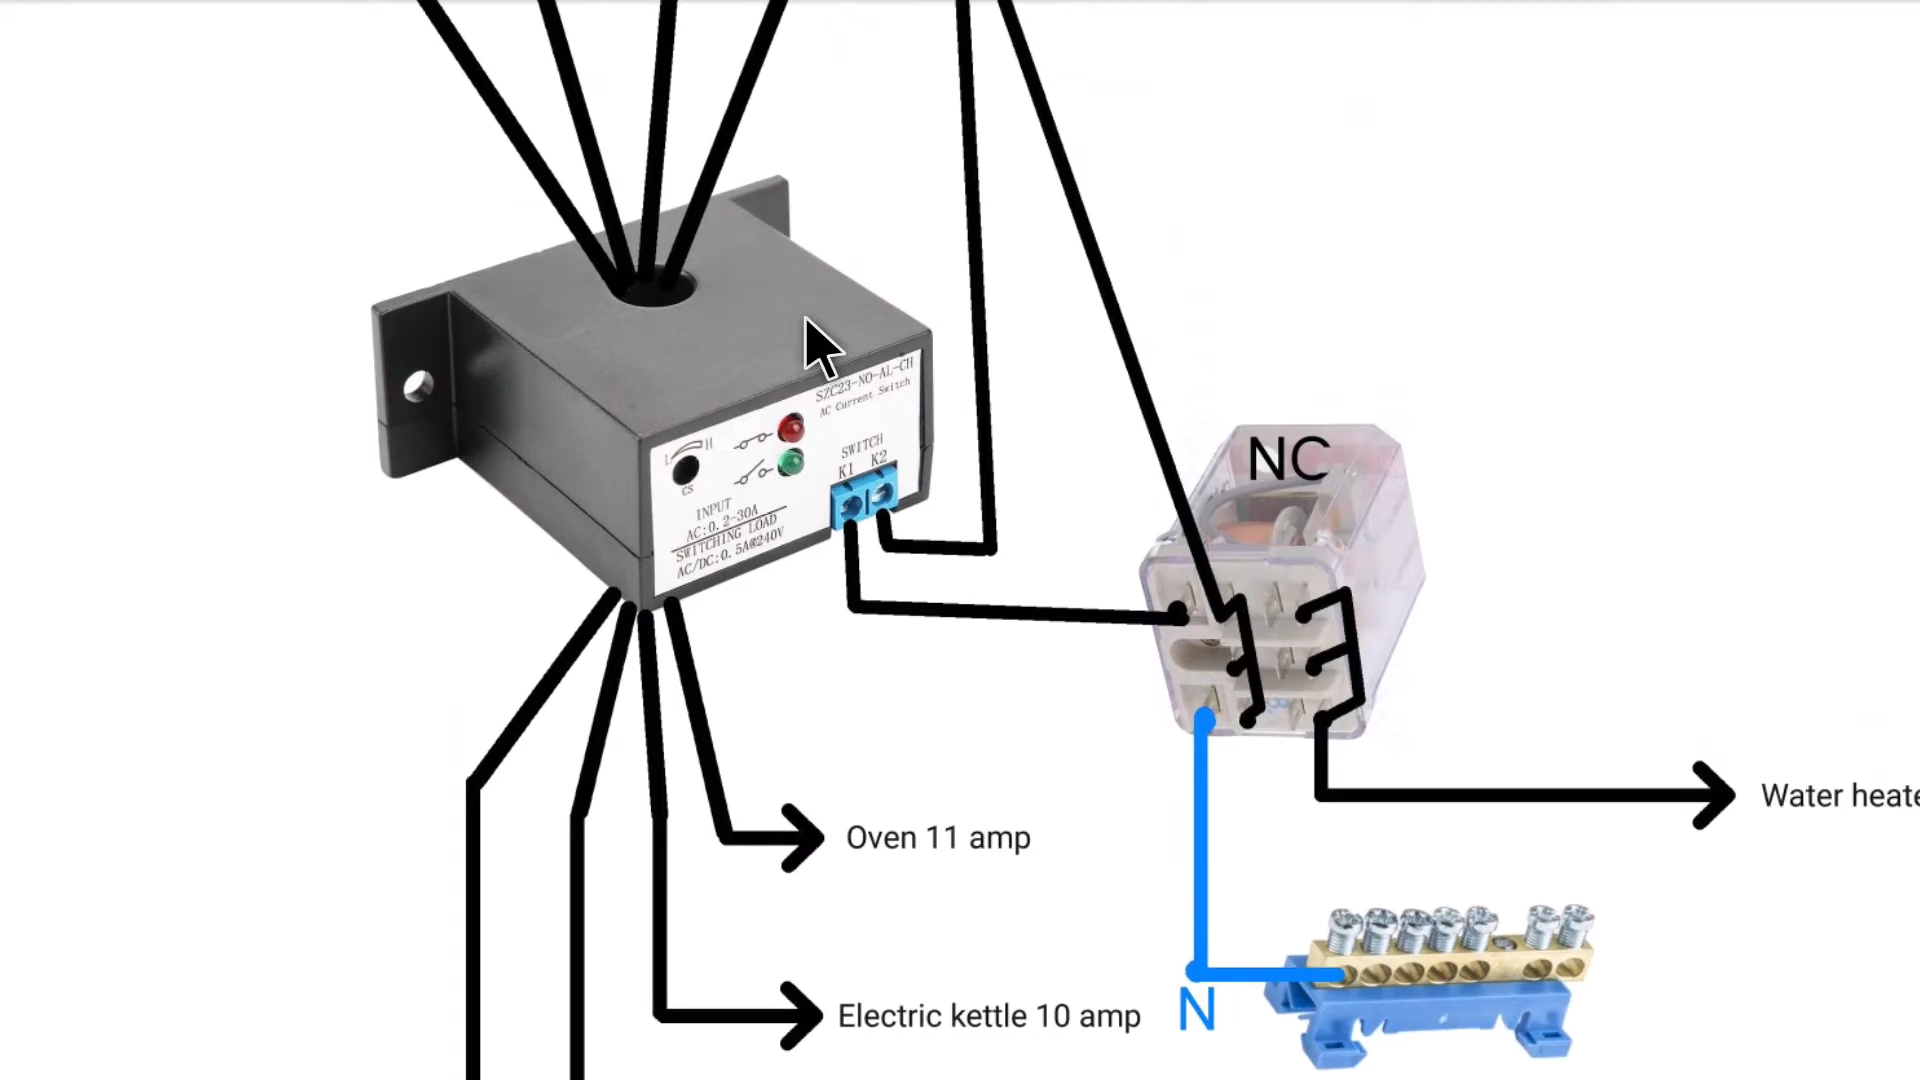 SZC23-NO-AL-CH
AC Current Switch
L H
CS
SWITCH
K1 K2
INPUT
AC:0.2-30A
SWITCHING LOAD
AC/DC:0.5A@240V
NC
Water heate
Oven 11 amp
Electric kettle 10 amp
N